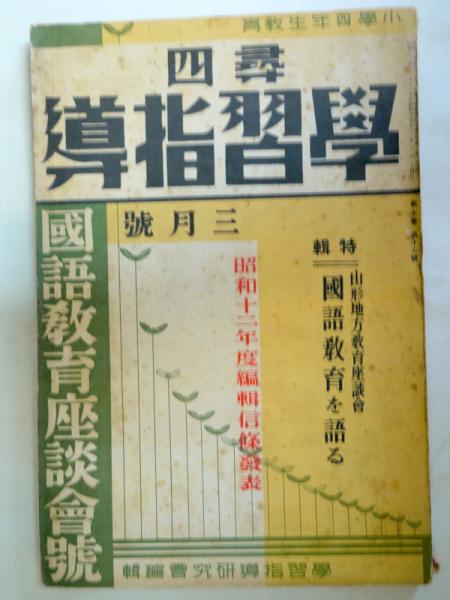 育教生年四學小
四尋
導指習學
號月三
特輯
山形地方教育座談會
國語教育を語る
昭和十二年度編輯信條發表
國語教育座談會號
輯編會究研導指習學